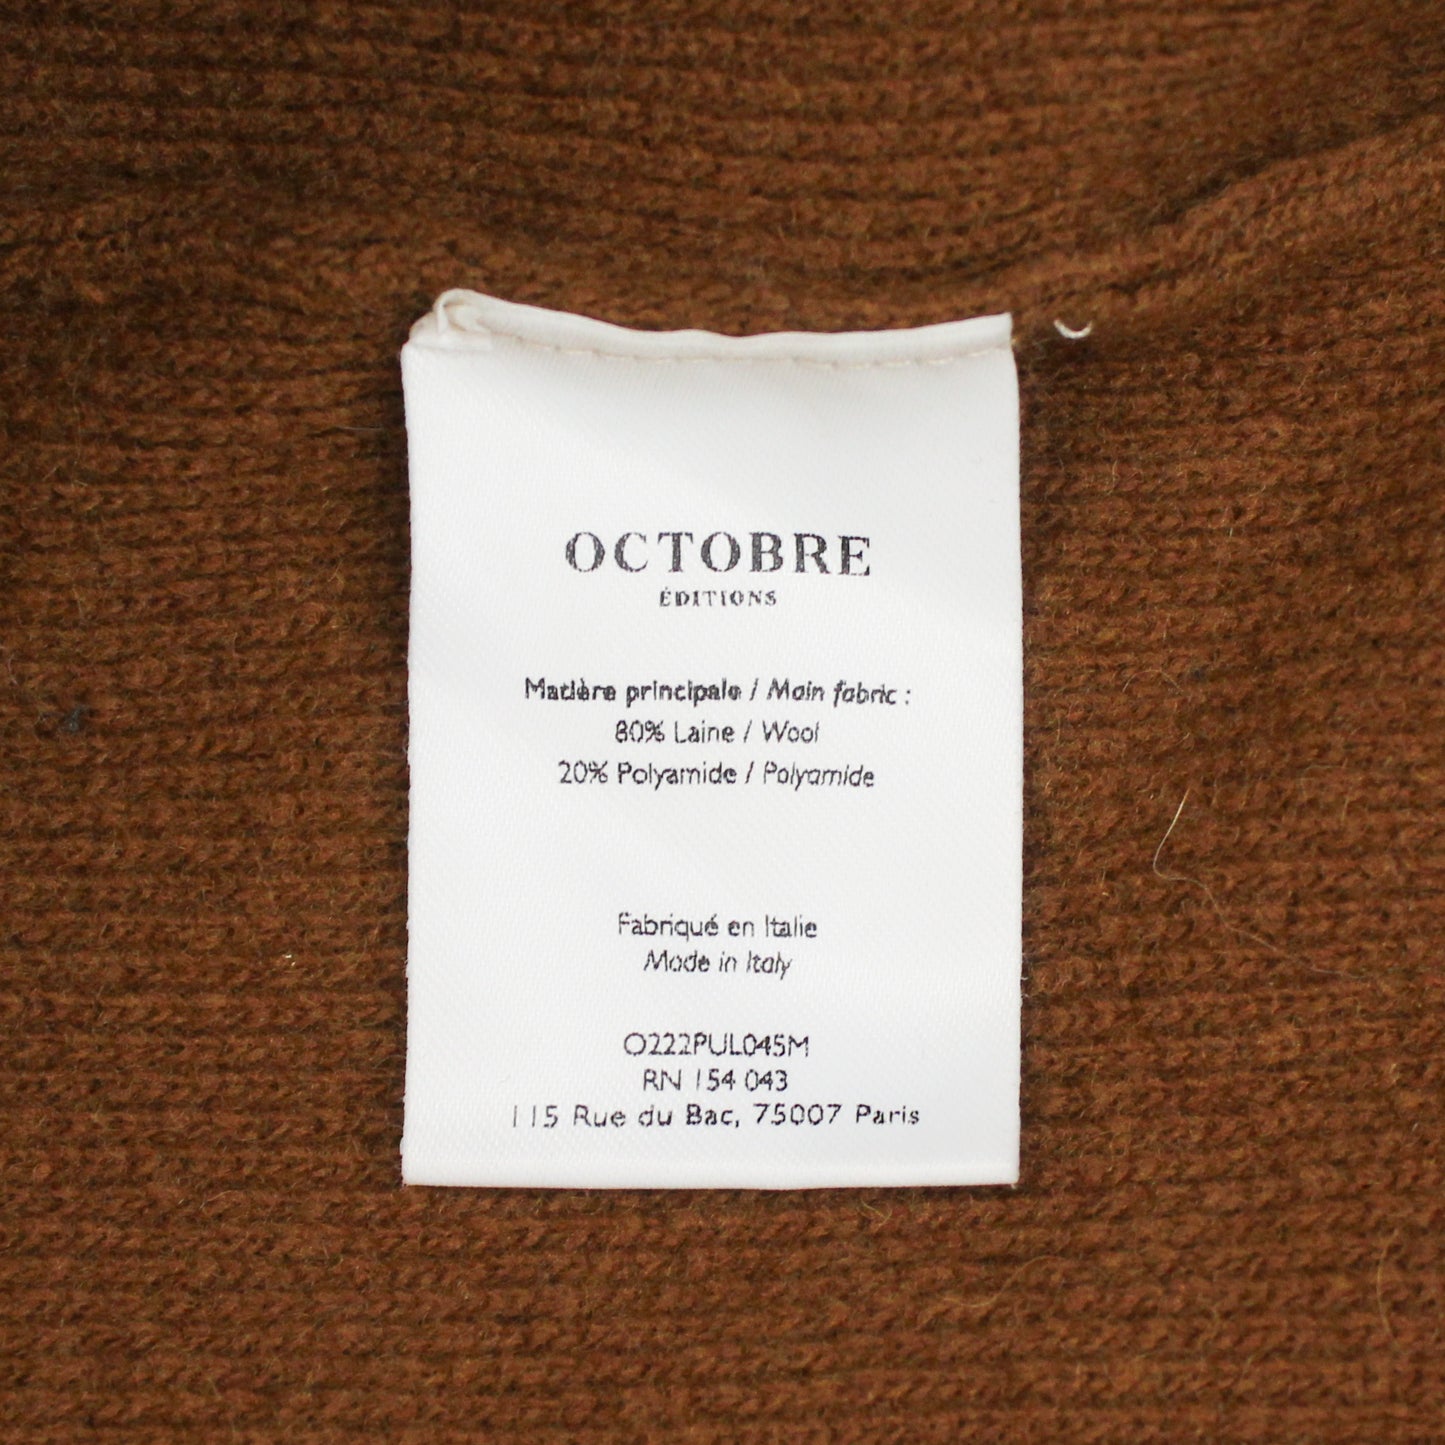 OCTOBRE
ÉDITIONS
Matière principale / Main fabric :
80% Laine / Wool
20% Polyamide / Polyamide
Fabriqué en Italie
Made in Italy
O222PUL045M
RN 154 043
115 Rue du Bac, 75007 Paris